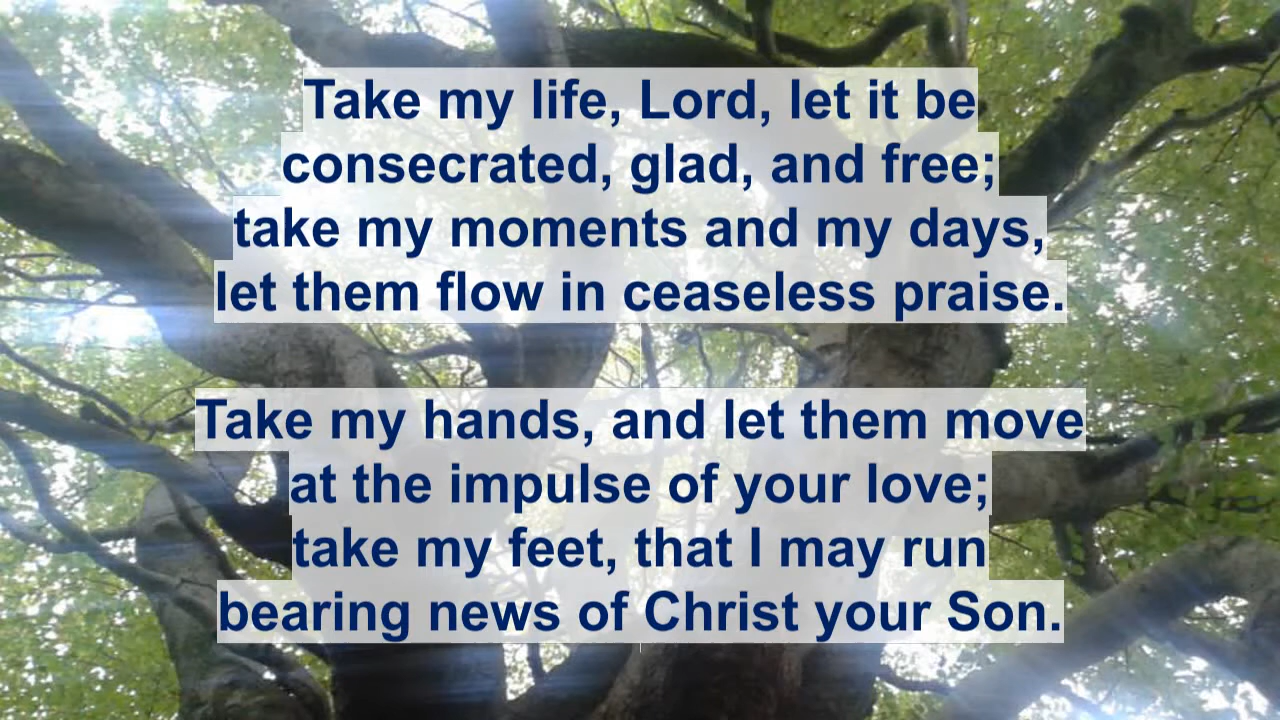 Take my life, Lord, let it be
consecrated, glad, and free;
take my moments and my days,
let them flow in ceaseless praise.
Take my hands, and let them move
at the impulse of your love;
take my feet, that I may run
bearing news of Christ your Son.